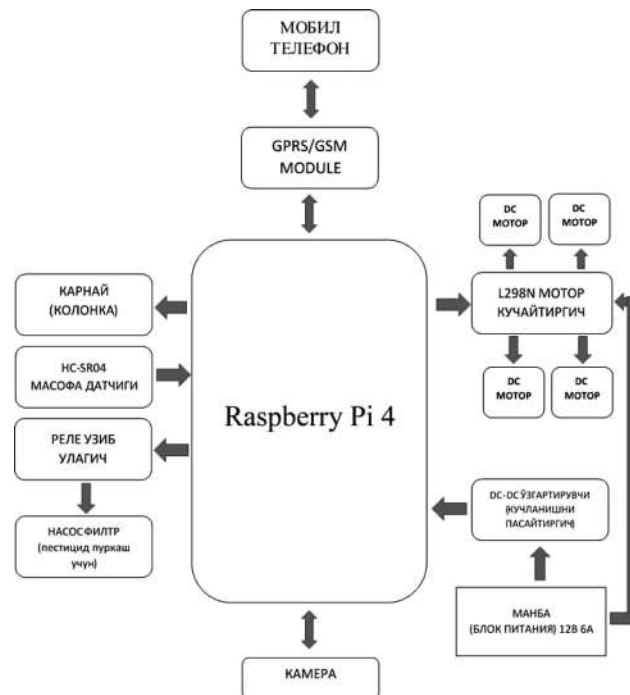 МОБИЛ
ТЕЛЕФОН
GPRS/GSM
MODULE
DC
МОТОР
DC
МОТОР
КАРНАЙ
(КОЛОНКА)
L298N МОТОР
КУЧАЙТИРГИЧ
HC-SR04
МАСОФА ДАТЧИГИ
DC
МОТОР
DC
МОТОР
Raspberry Pi 4
РЕЛЕ УЗИБ
УЛАГИЧ
DC-DC ЎЗГАРТИРУВЧИ
(КУЧЛАНИШНИ
ПАСАЙТИРГИЧ)
НАСОС ФИЛТР
(пестицид пуркаш
учун)
МАНБА
(БЛОК ПИТАНИЯ) 12В 6А
КАМЕРА